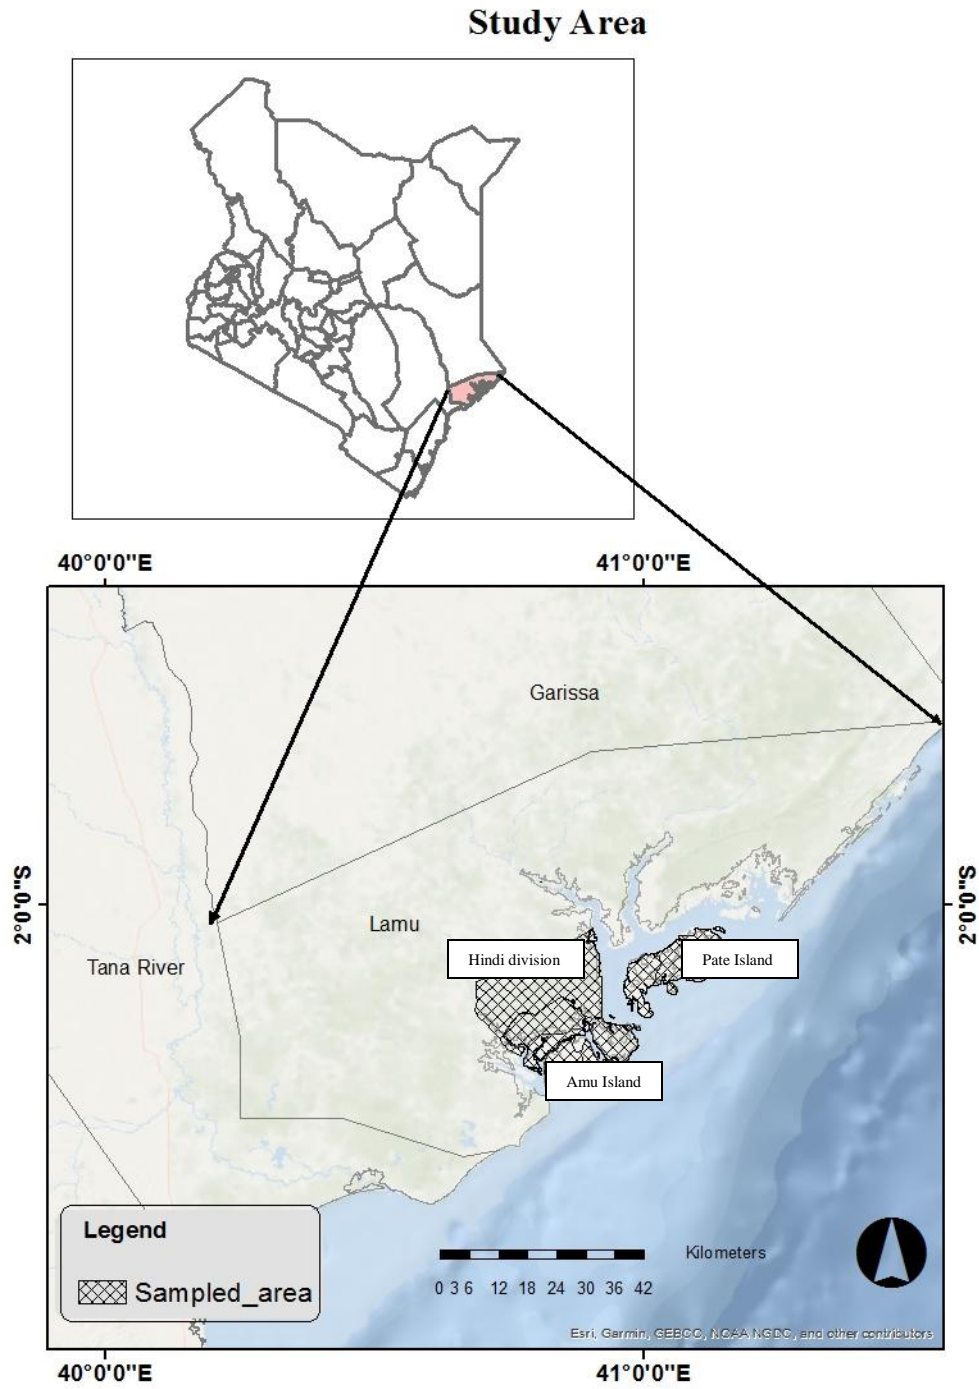 Study Area
40°0'0"E 41°0'0"E
Garissa
2°0'0"S 2°0'0"S
Lamu
Tana River
Hindi division Pate Island
Amu Island
Legend
Sampled_area
Kilometers
0 3 6 12 18 24 30 36 42
Esri, Garmin, GEBCO, NOAA NGDC, and other contributors
40°0'0"E 41°0'0"E